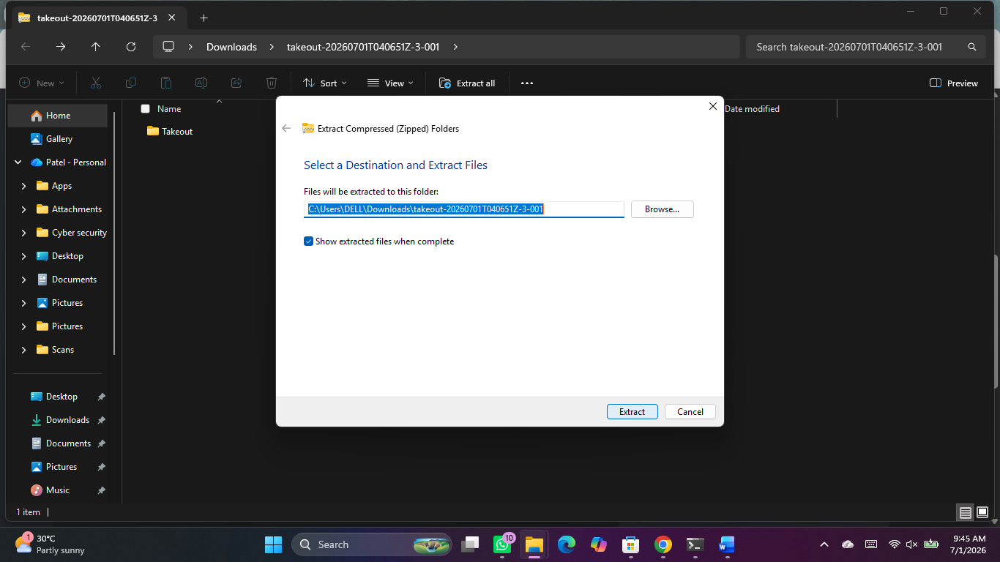 takeout-20260701T040651Z-3
Downloads
takeout-20260701T040651Z-3-001
Search takeout-20260701T040651Z-3-001
New
Sort
View
Extract all
Preview
Name
Date modified
Takeout
Home
Gallery
Patel - Personal
Apps
Attachments
Cyber security
Desktop
Documents
Pictures
Pictures
Scans
Desktop
Downloads
Documents
Pictures
Music
Extract Compressed (Zipped) Folders
Select a Destination and Extract Files
Files will be extracted to this folder:
C:\Users\DELL\Downloads\takeout-20260701T040651Z-3-001
Browse...
Show extracted files when complete
Extract
Cancel
1 item
1
30°C
Partly sunny
Search
10
9:45 AM
7/1/2026